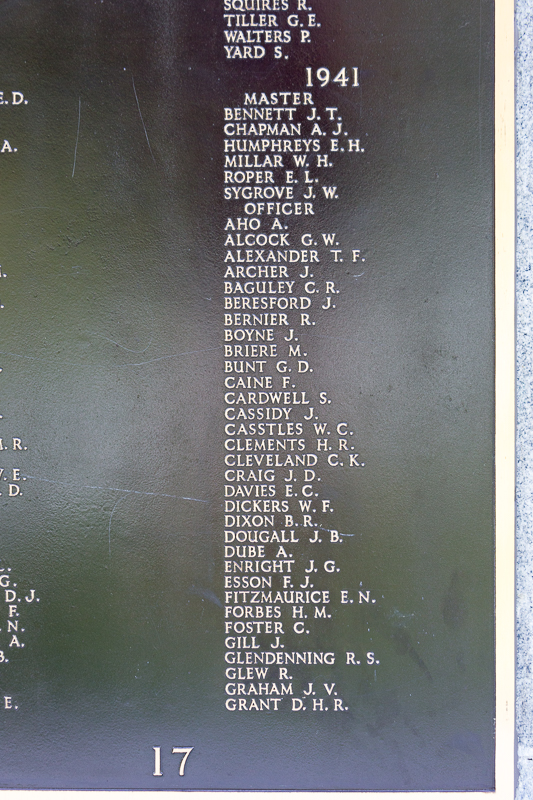 SQUIRES R.
TILLER G. E.
WALTERS P.
YARD S.
1941
MASTER
BENNETT J. T.
CHAPMAN A. J.
HUMPHREYS E. H.
MILLAR W. H.
ROPER E. L.
SYGROVE J. W.
OFFICER
AHO A.
ALCOCK G. W.
ALEXANDER T. F.
ARCHER J.
BAGULEY C. R.
BERESFORD J.
BERNIER R.
BOYNE J.
BRIERE M.
BUNT G. D.
CAINE F.
CARDWELL S.
CASSIDY J.
CASSTLES W. C.
CLEMENTS H. R.
CLEVELAND C. K.
CRAIG J. D.
DAVIES E. C.
DICKERS W. F.
DIXON B. R.
DOUGALL J. B.
DUBE A.
ENRIGHT J. G.
ESSON F. J.
FITZMAURICE E. N.
FORBES H. M.
FOSTER C.
GILL J.
GLENDENNING R. S.
GLEW R.
GRAHAM J. V.
GRANT D. H. R.
E. D.
A.
R.
E.
D.
G.
D. J.
F.
N.
A.
E.
17